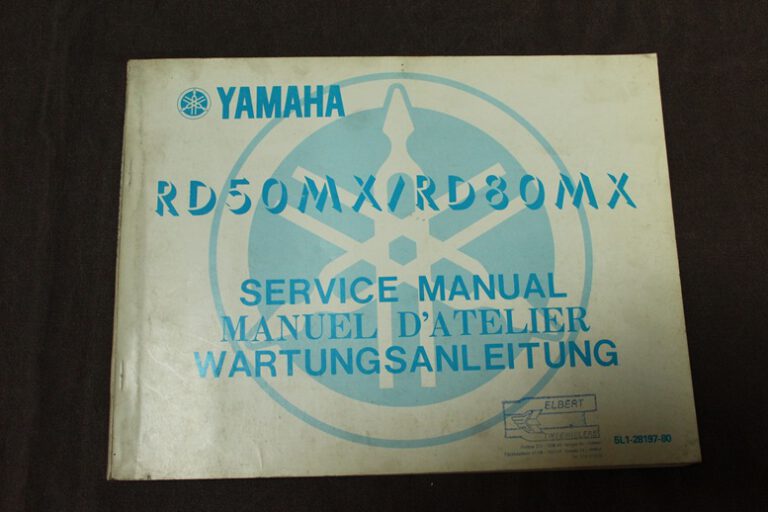 YAMAHA
RD50MX/RD80MX
SERVICE MANUAL
MANUEL D'ATELIER
WARTUNGSANLEITUNG
ELBERT
5L1-28197-80